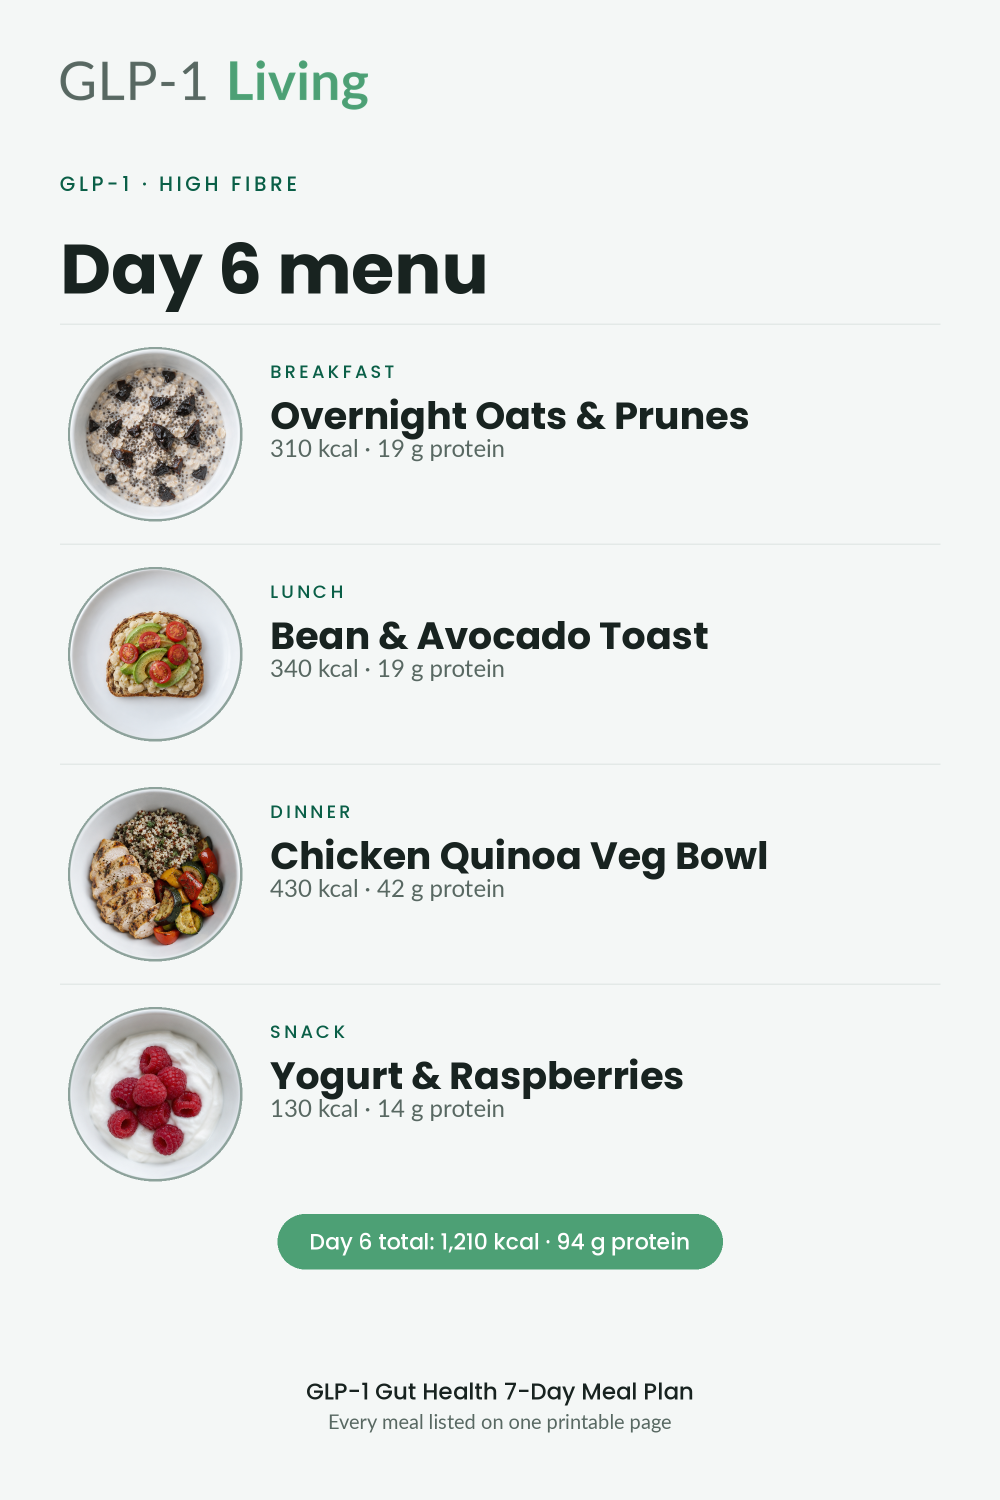 GLP-1 Living
GLP-1 · HIGH FIBRE
Day 6 menu
BREAKFAST
Overnight Oats & Prunes
310 kcal · 19 g protein
LUNCH
Bean & Avocado Toast
340 kcal · 19 g protein
DINNER
Chicken Quinoa Veg Bowl
430 kcal · 42 g protein
SNACK
Yogurt & Raspberries
130 kcal · 14 g protein
Day 6 total: 1,210 kcal · 94 g protein
GLP-1 Gut Health 7-Day Meal Plan
Every meal listed on one printable page